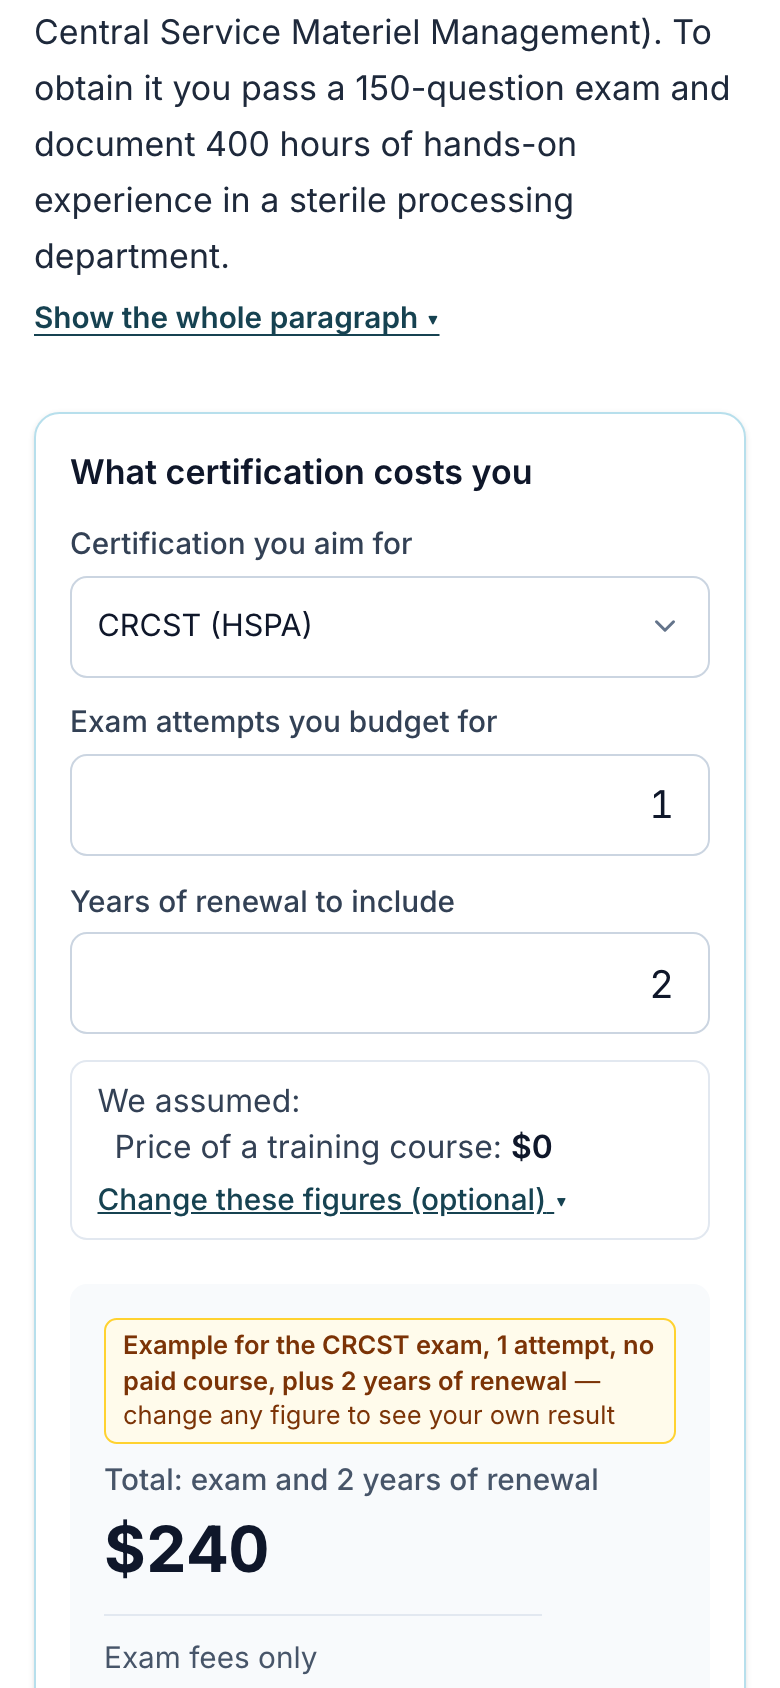 Central Service Materiel Management). To
obtain it you pass a 150-question exam and
document 400 hours of hands-on
experience in a sterile processing
department.
Show the whole paragraph ▾
What certification costs you
Certification you aim for
CRCST (HSPA)
Exam attempts you budget for
1
Years of renewal to include
2
We assumed:
Price of a training course: $0
Change these figures (optional) ▾
Example for the CRCST exam, 1 attempt, no
paid course, plus 2 years of renewal —
change any figure to see your own result
Total: exam and 2 years of renewal
$240
Exam fees only